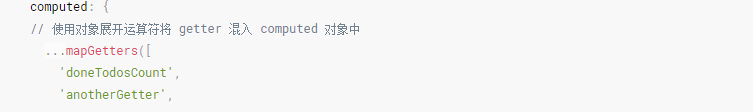 computed: {
// 使用对象展开运算符将 getter 混入 computed 对象中
...mapGetters([
'doneTodosCount',
'anotherGetter',